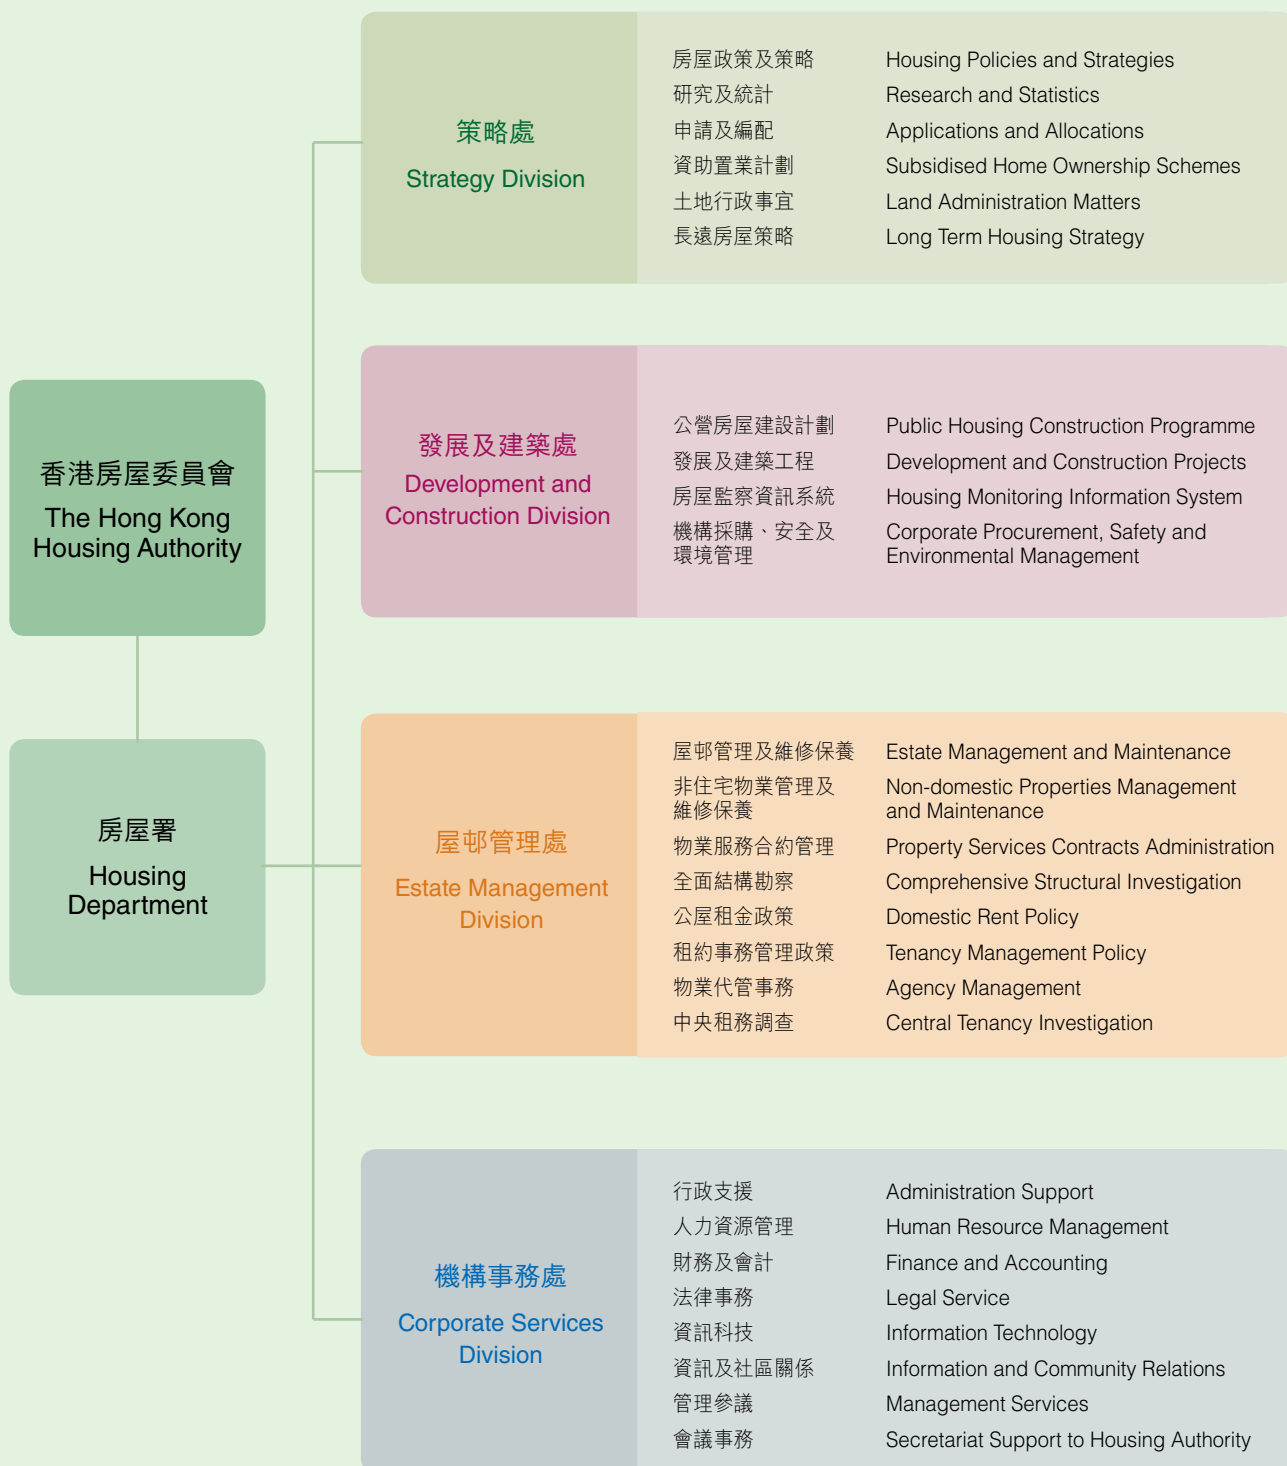 香港房屋委員會
The Hong Kong
Housing Authority
房屋署
Housing
Department
策略處
Strategy Division
房屋政策及策略 Housing Policies and Strategies
研究及統計 Research and Statistics
申請及編配 Applications and Allocations
資助置業計劃 Subsidised Home Ownership Schemes
土地行政事宜 Land Administration Matters
長遠房屋策略 Long Term Housing Strategy
發展及建築處
Development and
Construction Division
公營房屋建設計劃 Public Housing Construction Programme
發展及建築工程 Development and Construction Projects
房屋監察資訊系統 Housing Monitoring Information System
機構採購、安全及 Corporate Procurement, Safety and
環境管理 Environmental Management
屋邨管理處
Estate Management
Division
屋邨管理及維修保養 Estate Management and Maintenance
非住宅物業管理及 Non-domestic Properties Management
維修保養 and Maintenance
物業服務合約管理 Property Services Contracts Administration
全面結構勘察 Comprehensive Structural Investigation
公屋租金政策 Domestic Rent Policy
租約事務管理政策 Tenancy Management Policy
物業代管事務 Agency Management
中央租務調查 Central Tenancy Investigation
機構事務處
Corporate Services
Division
行政支援 Administration Support
人力資源管理 Human Resource Management
財務及會計 Finance and Accounting
法律事務 Legal Service
資訊科技 Information Technology
資訊及社區關係 Information and Community Relations
管理參議 Management Services
會議事務 Secretariat Support to Housing Authority